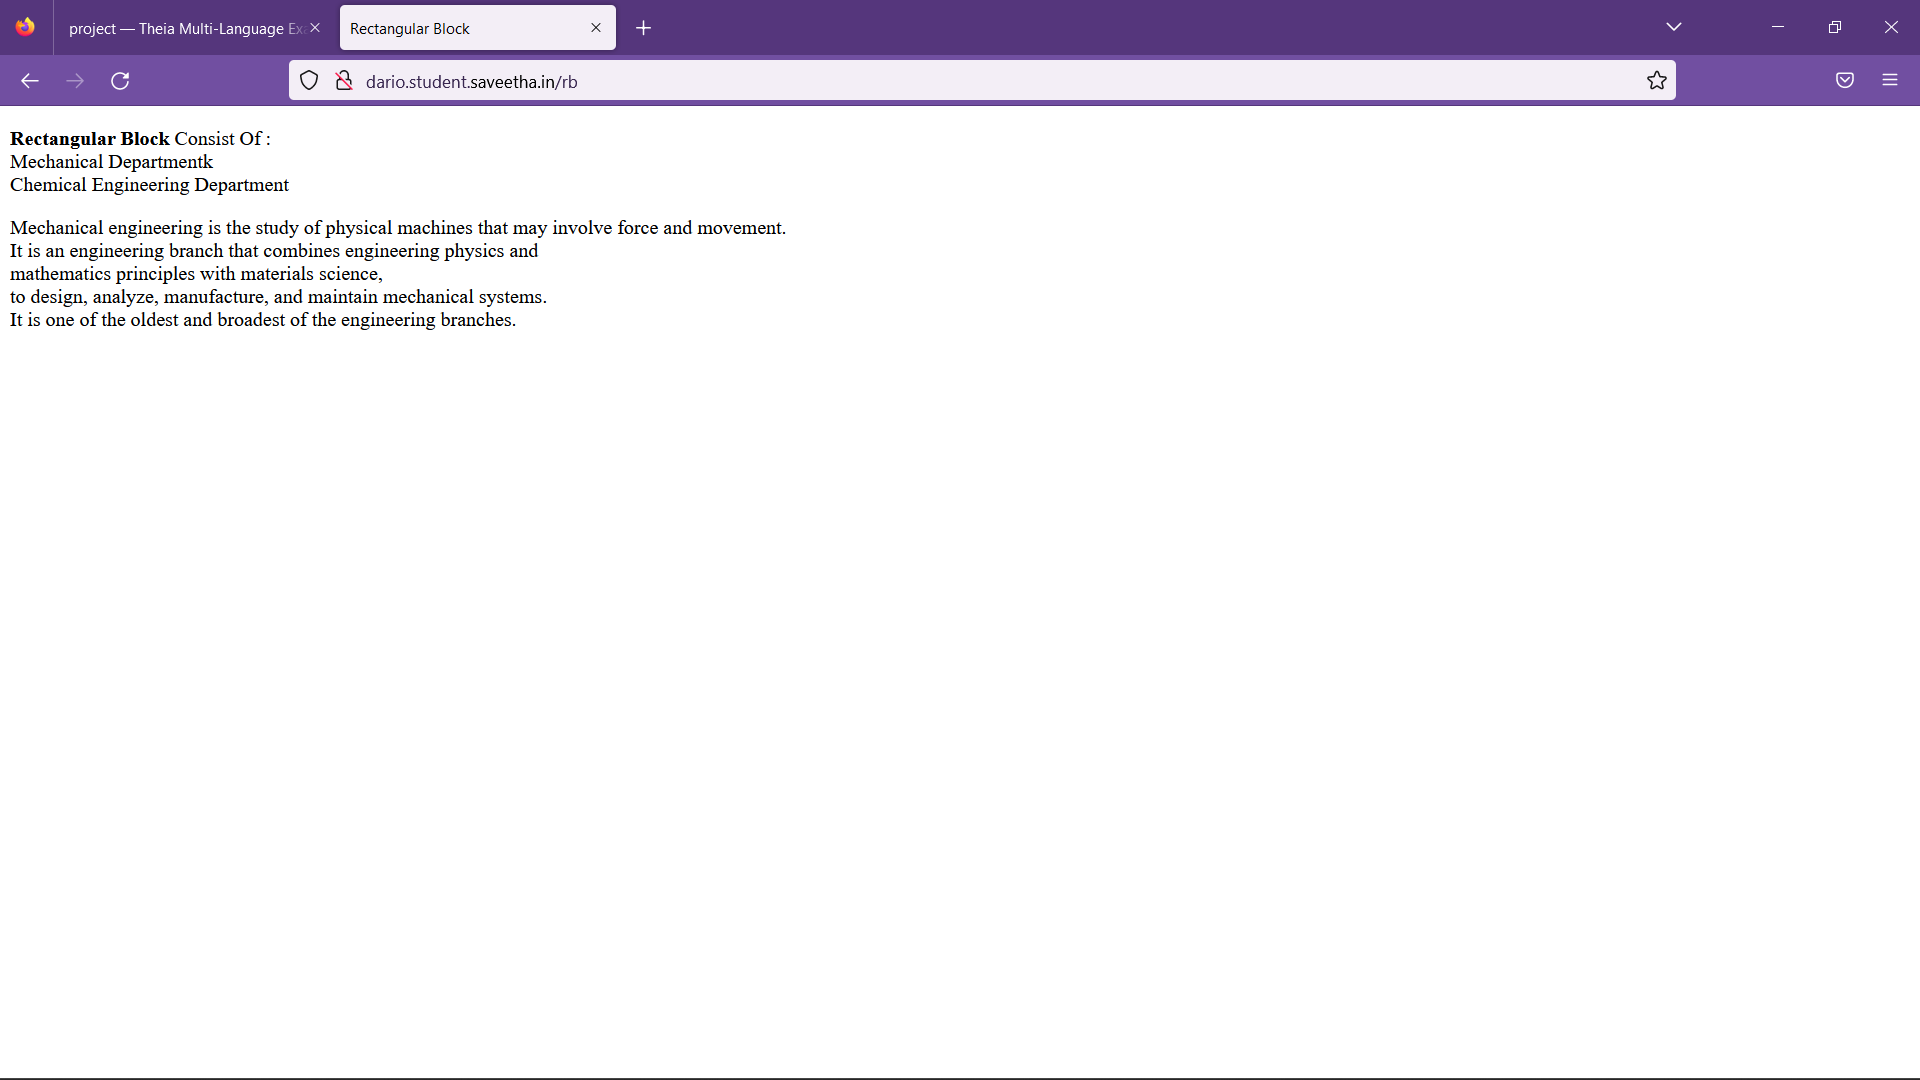 project — Theia Multi-Language Ex
Rectangular Block
dario.student.saveetha.in/rb
Rectangular Block Consist Of :
Mechanical Departmentk
Chemical Engineering Department
Mechanical engineering is the study of physical machines that may involve force and movement.
It is an engineering branch that combines engineering physics and
mathematics principles with materials science,
to design, analyze, manufacture, and maintain mechanical systems.
It is one of the oldest and broadest of the engineering branches.